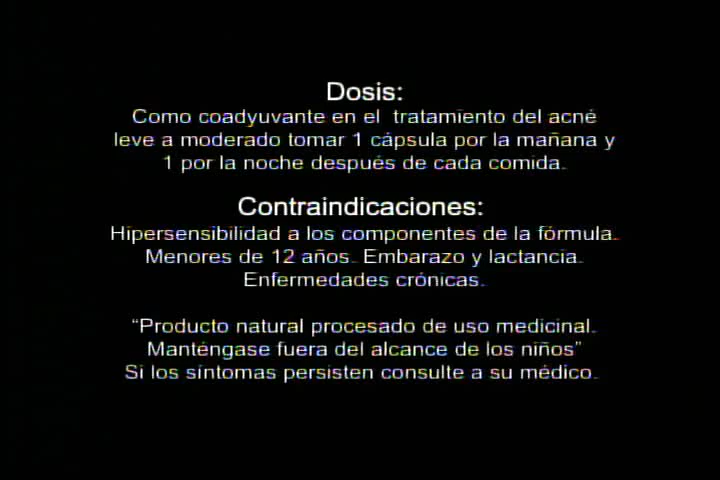 Dosis:
Como coadyuvante en el tratamiento del acné
leve a moderado tomar 1 cápsula por la mañana y
1 por la noche después de cada comida.
Contraindicaciones:
Hipersensibilidad a los componentes de la fórmula.
Menores de 12 años. Embarazo y lactancia.
Enfermedades crónicas.
“Producto natural procesado de uso medicinal.
Manténgase fuera del alcance de los niños”
Si los síntomas persisten consulte a su médico.